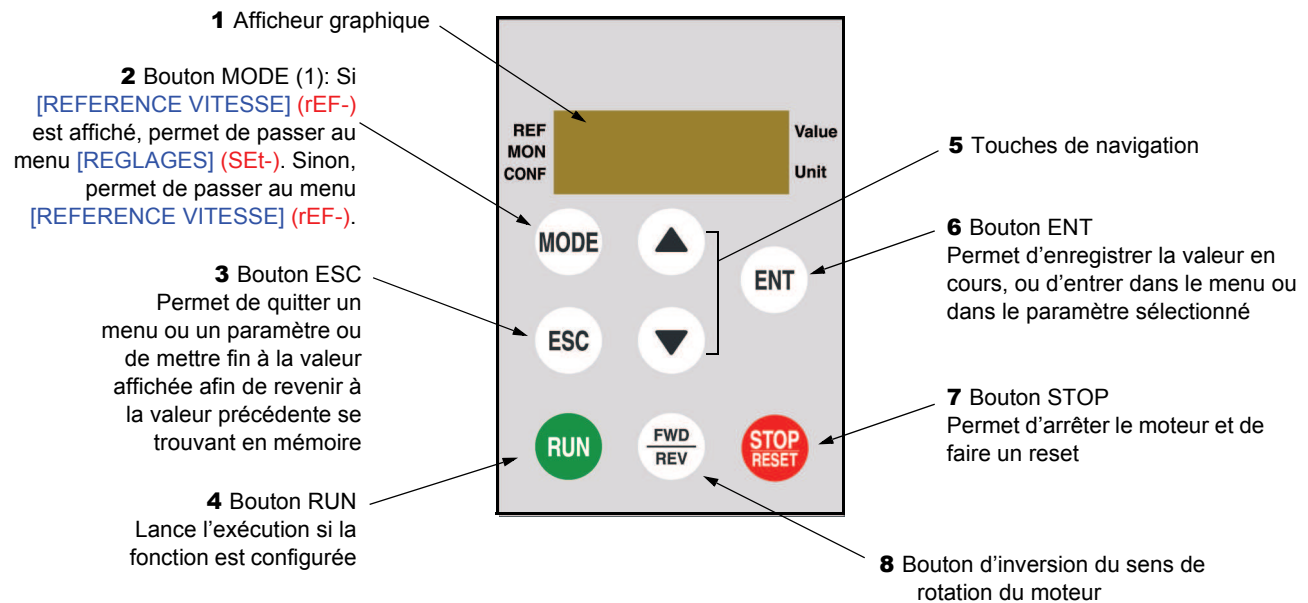 1 Afficheur graphique
2 Bouton MODE (1): Si
[REFERENCE VITESSE] (rEF-)
est affiché, permet de passer au
menu [REGLAGES] (SEt-). Sinon,
permet de passer au menu
[REFERENCE VITESSE] (rEF-).
3 Bouton ESC
Permet de quitter un
menu ou un paramètre ou
de mettre fin à la valeur
affichée afin de revenir à
la valeur précédente se
trouvant en mémoire
4 Bouton RUN
Lance l’exécution si la
fonction est configurée
REF
MON
CONF
Value
Unit
MODE
ENT
ESC
RUN
FWD
REV
STOP
RESET
5 Touches de navigation
6 Bouton ENT
Permet d’enregistrer la valeur en
cours, ou d’entrer dans le menu ou
dans le paramètre sélectionné
7 Bouton STOP
Permet d’arrêter le moteur et de
faire un reset
8 Bouton d’inversion du sens de
rotation du moteur